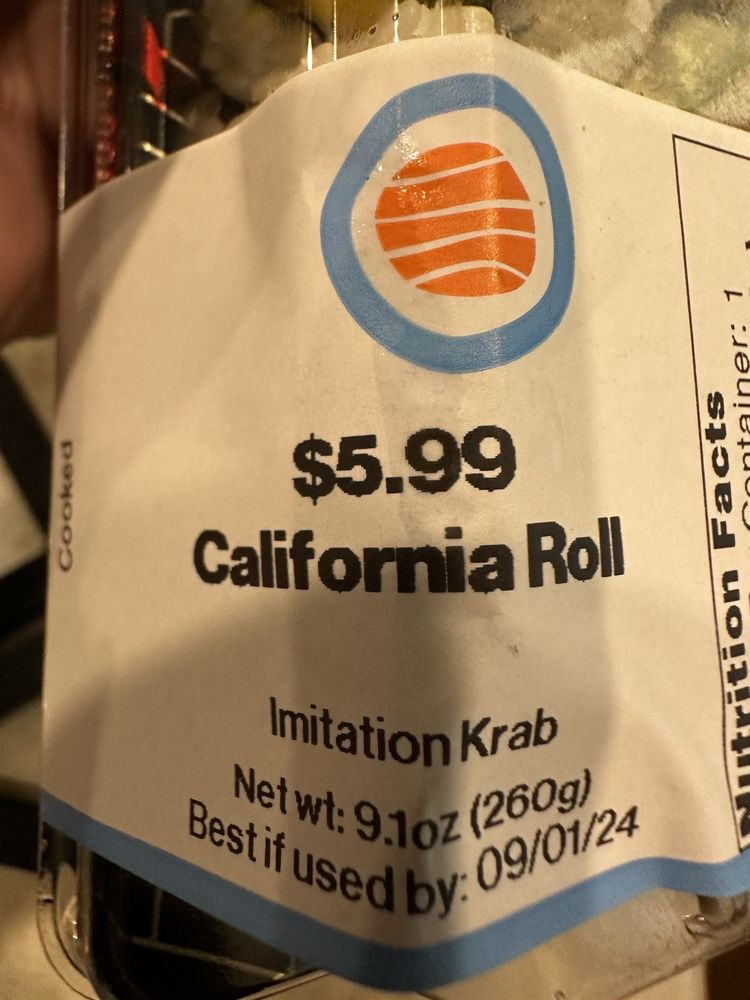 $5.99
California Roll
Imitation Krab
Net wt: 9.1oz (260g)
Best if used by: 09/01/24
Cooked
Nutrition Facts
Container: 1